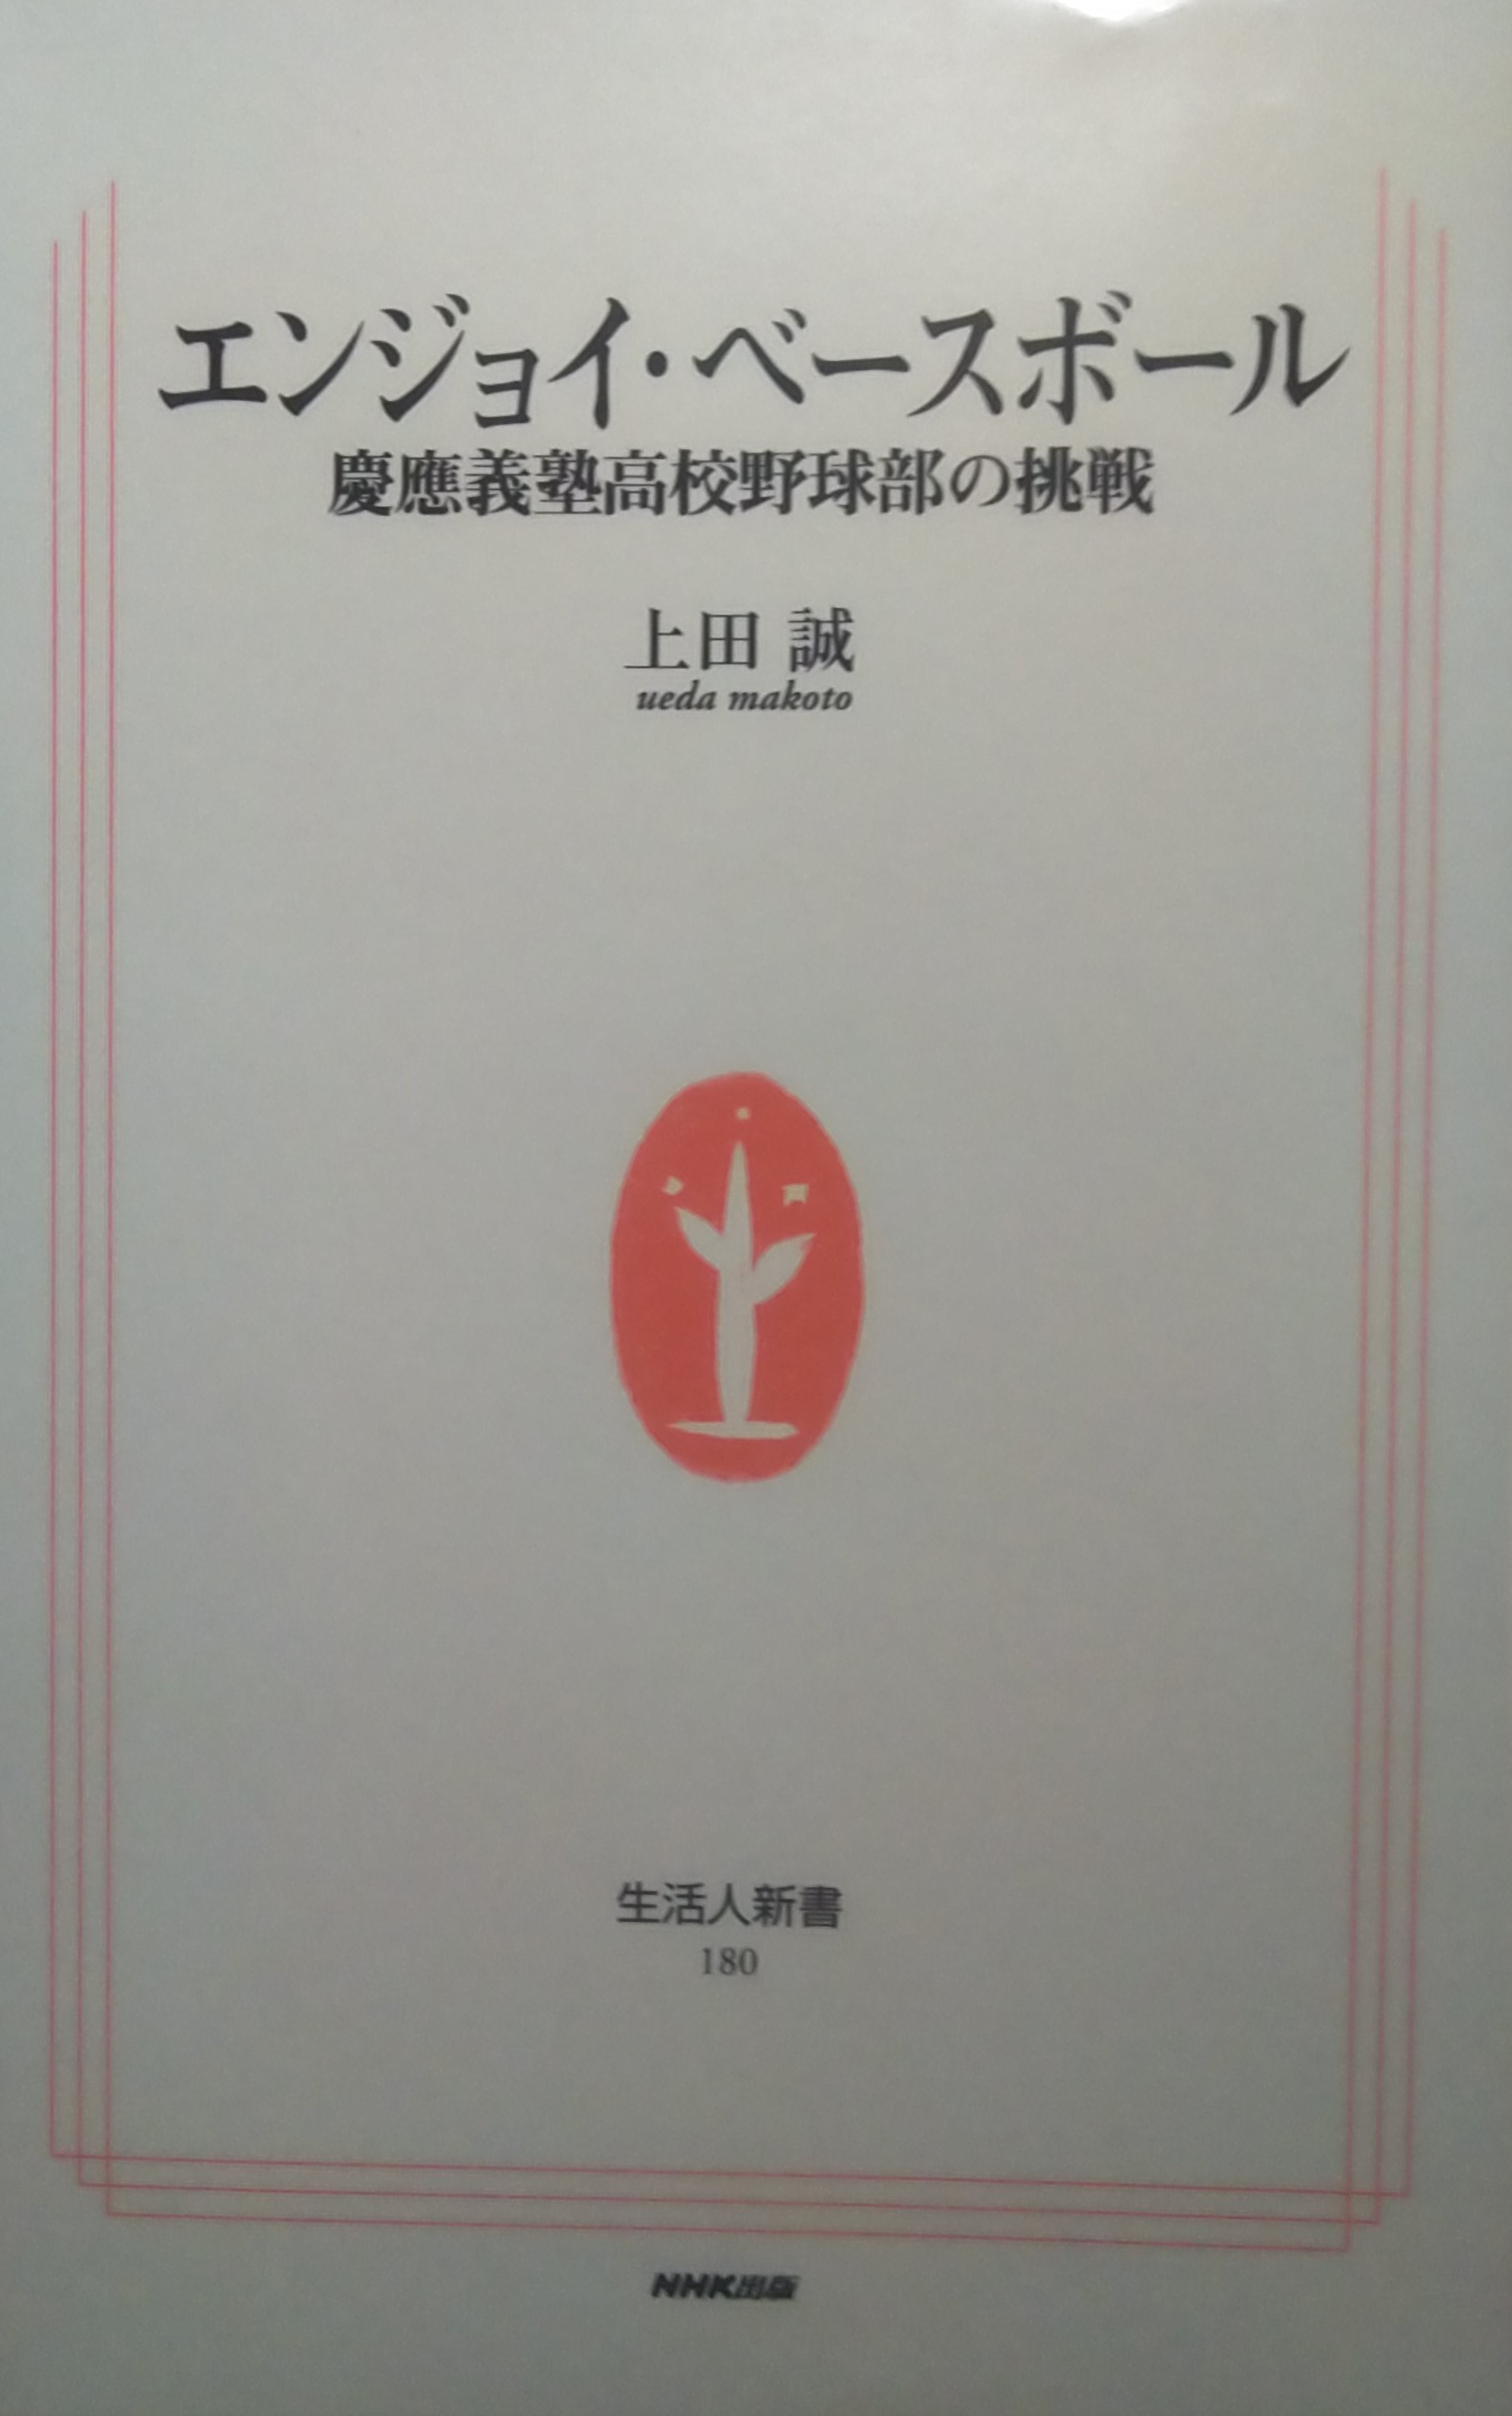 エンジョイ・ベースボール
慶應義塾高校野球部の挑戦
上田 誠
ueda makoto
生活人新書
180
NHK出版